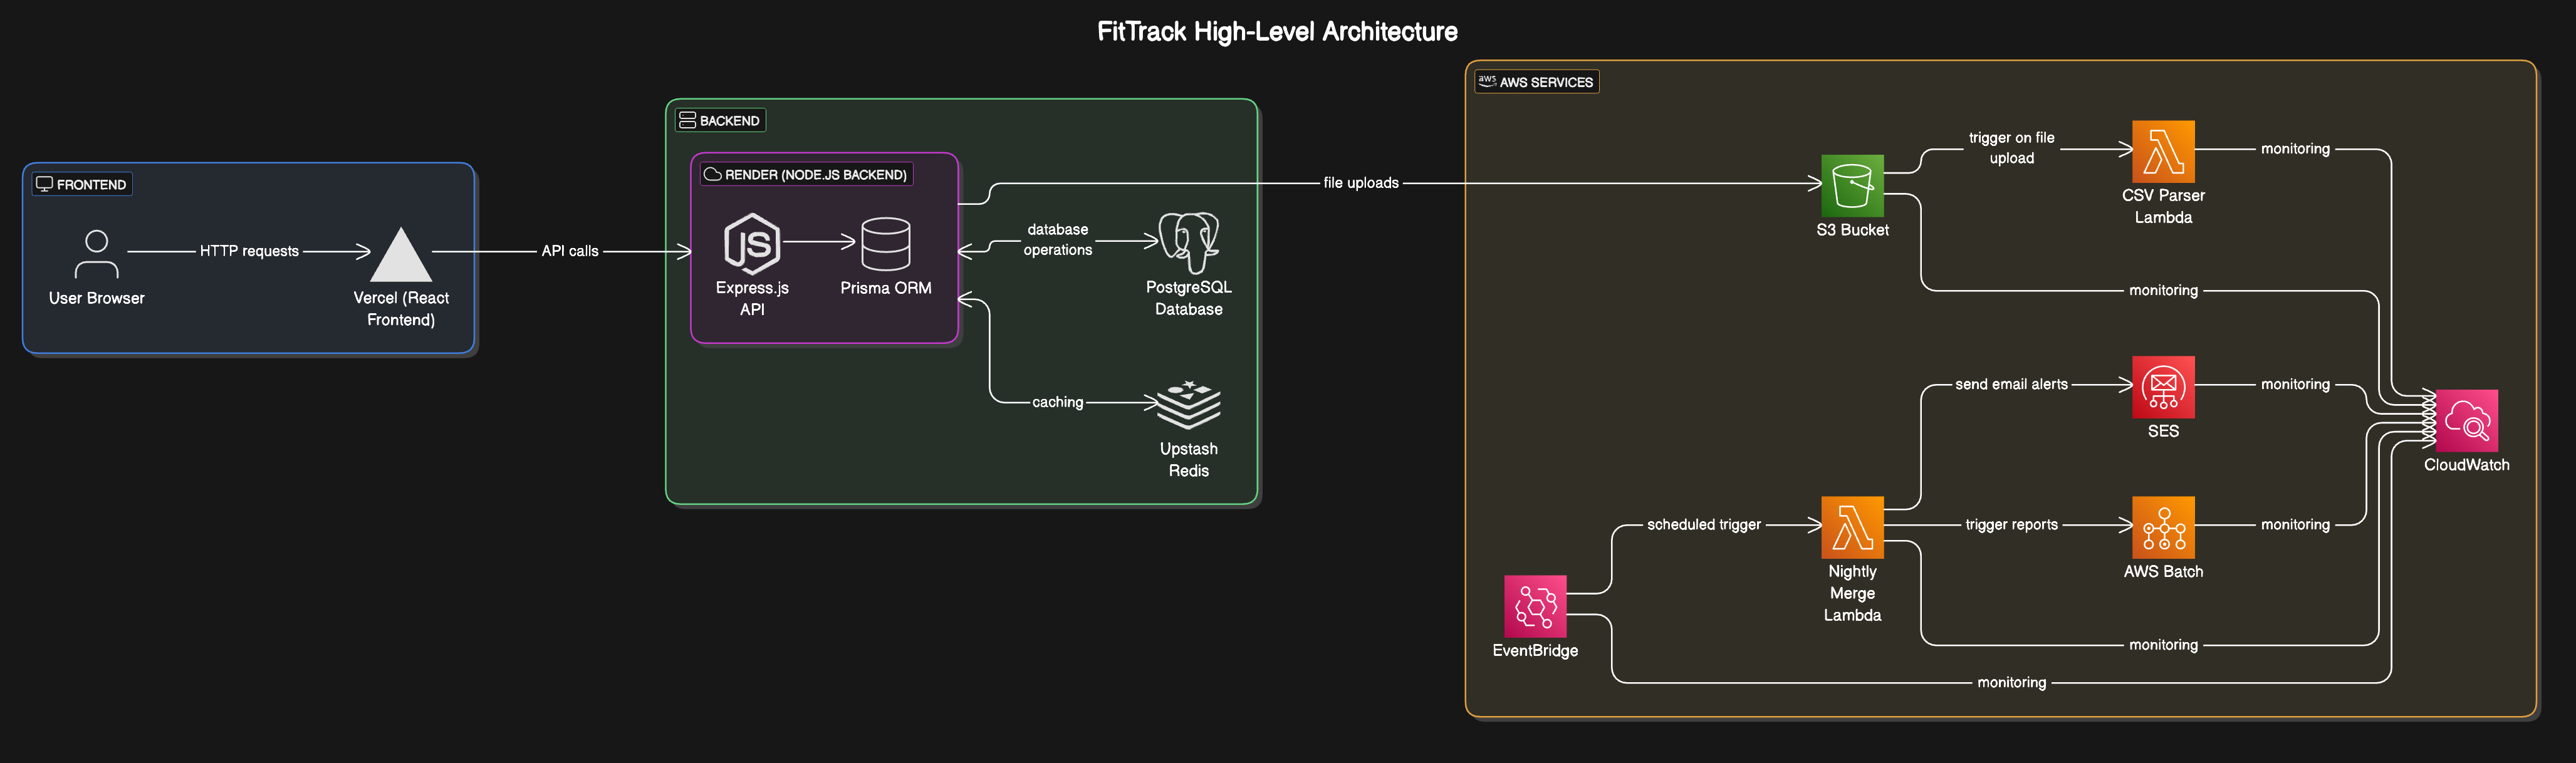 FitTrack High-Level Architecture
FRONTEND
User Browser
HTTP requests
Vercel (React
Frontend)
API calls
BACKEND
RENDER (NODE.JS BACKEND)
JS
Express.js
API
Prisma ORM
database
operations
PostgreSQL
Database
caching
Upstash
Redis
file uploads
aws
AWS SERVICES
S3 Bucket
trigger on file
upload
CSV Parser
Lambda
monitoring
monitoring
send email alerts
SES
monitoring
CloudWatch
scheduled trigger
Nightly
Merge
Lambda
trigger reports
AWS Batch
monitoring
EventBridge
monitoring
monitoring